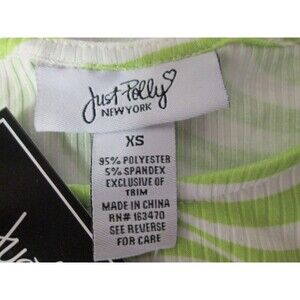 Just Polly
NEW YORK
XS
95% POLYESTER
5% SPANDEX
EXCLUSIVE OF
TRIM
MADE IN CHINA
RN# 163470
SEE REVERSE
FOR CARE
Just